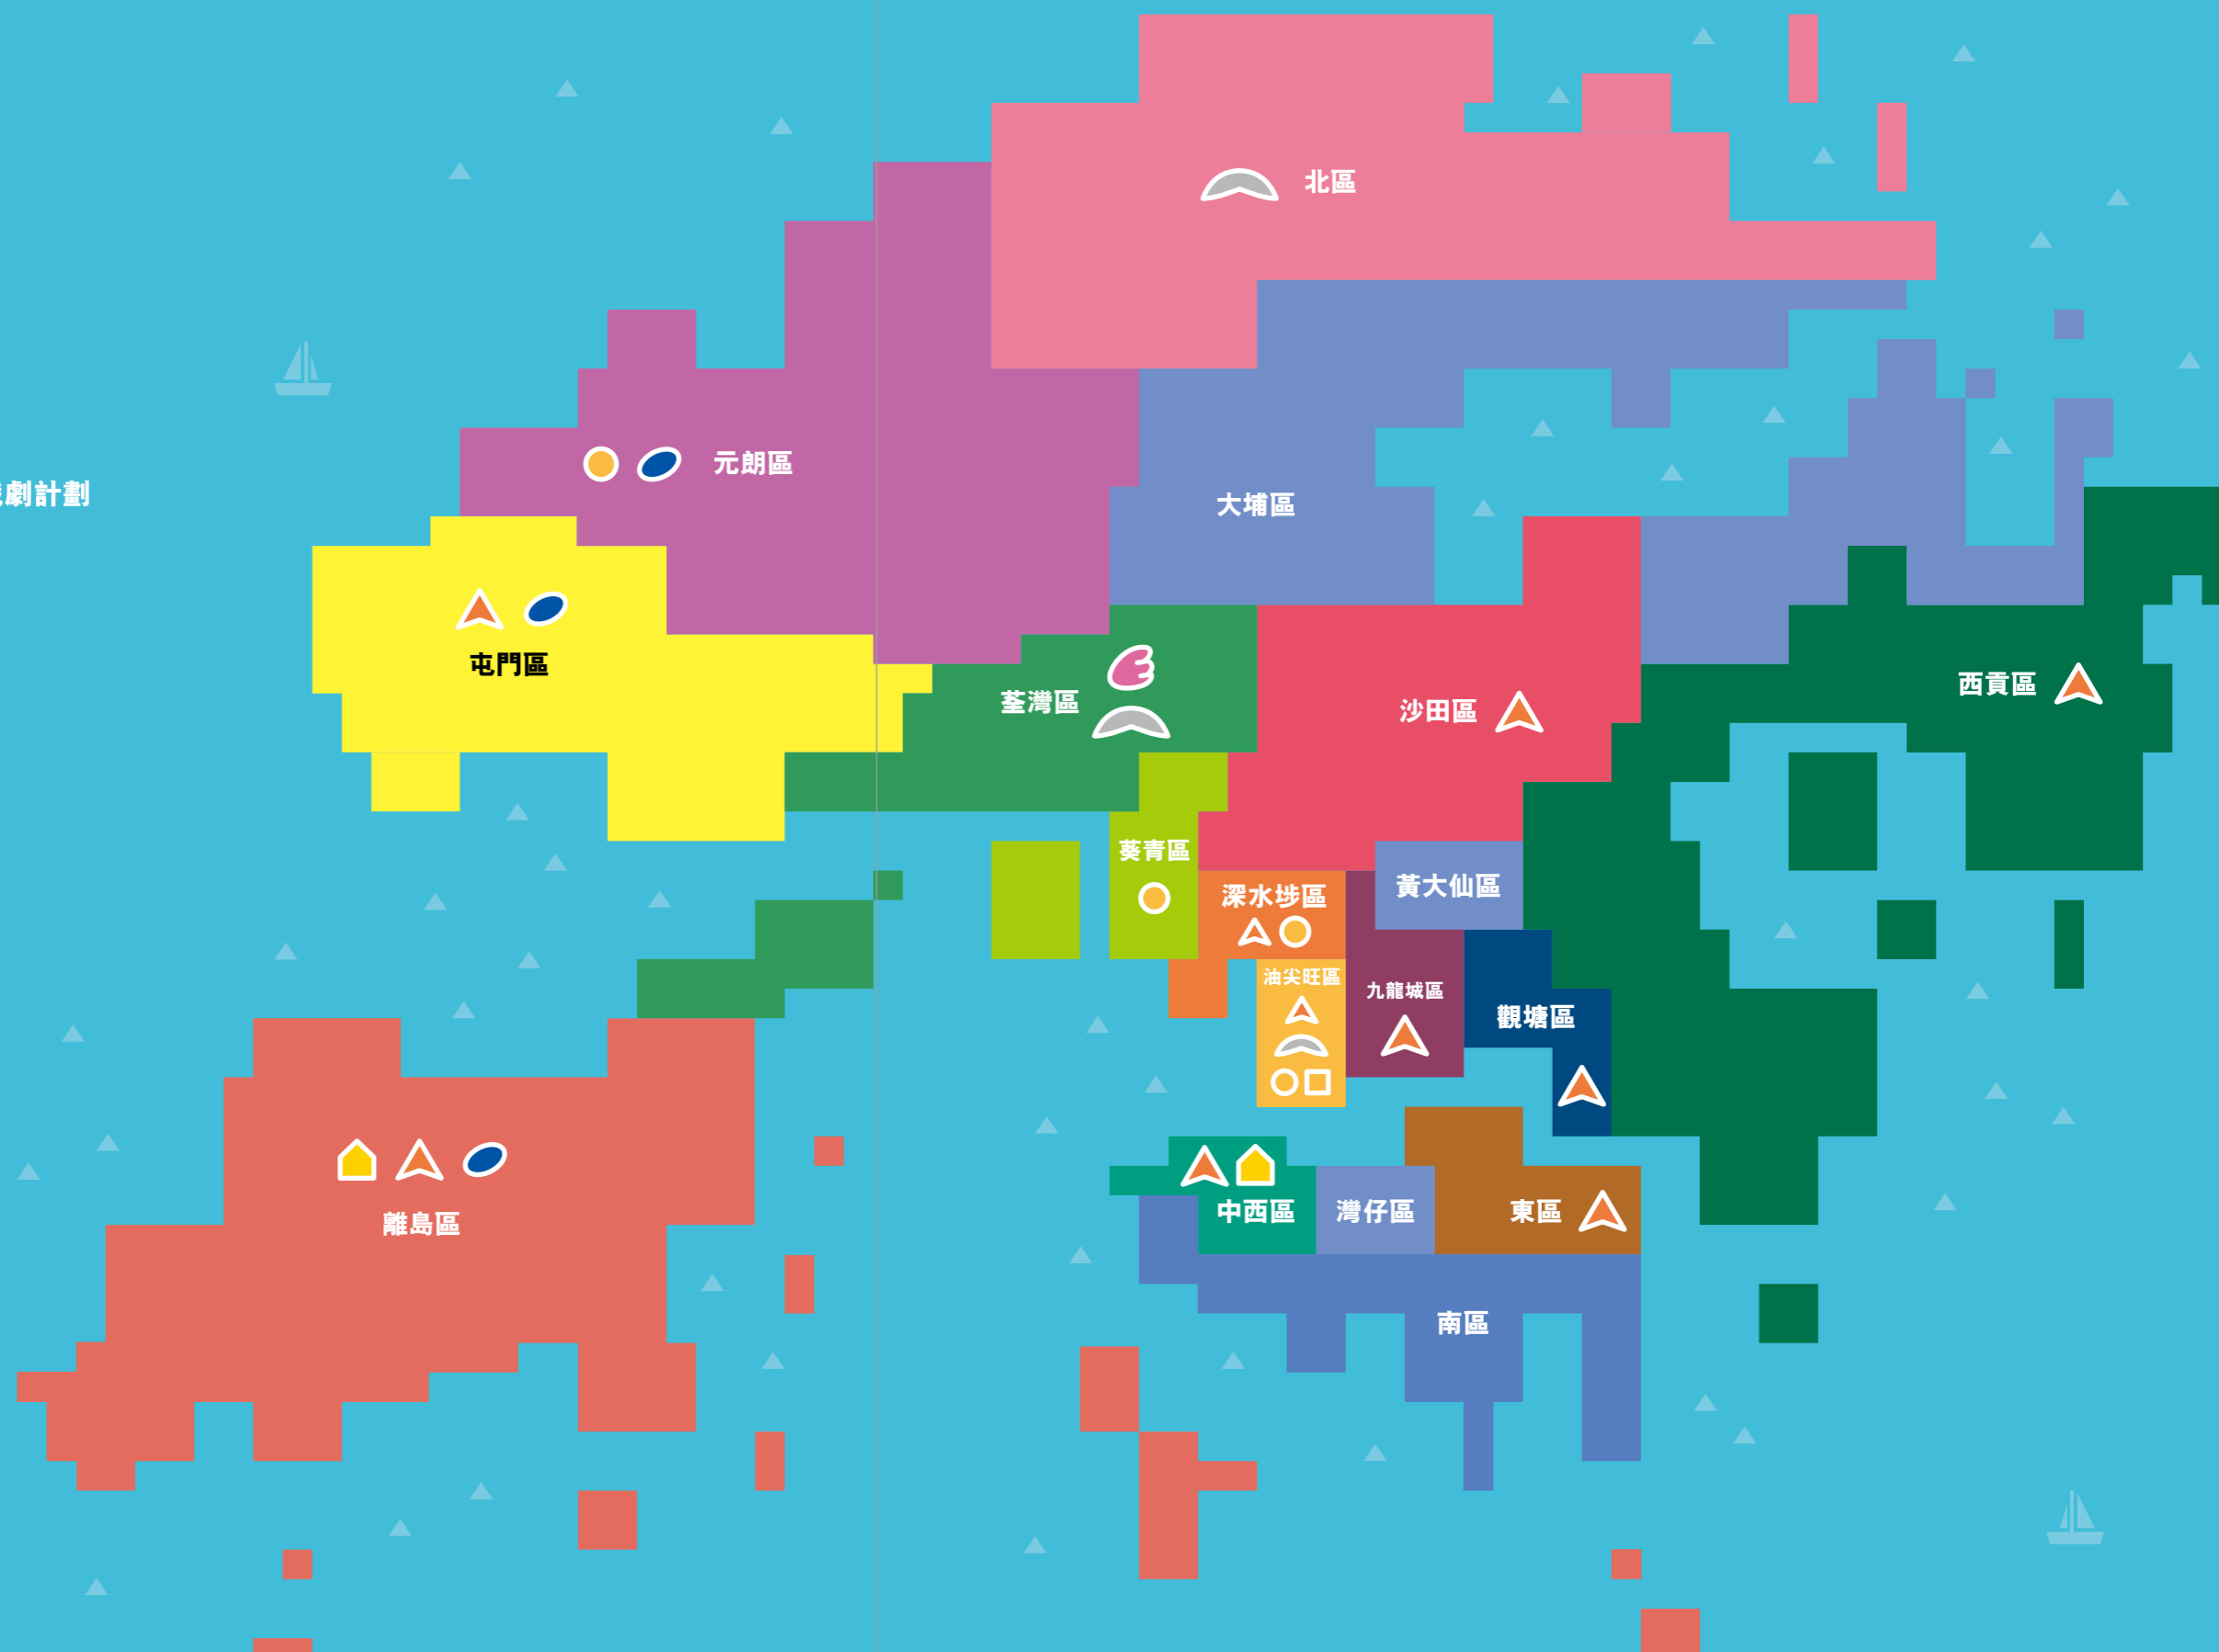 北區
元朗區
劇計劃
大埔區
屯門區
荃灣區
沙田區
西貢區
葵青區
黃大仙區
深水埗區
油尖旺區
九龍城區
觀塘區
離島區
中西區
灣仔區
東區
南區